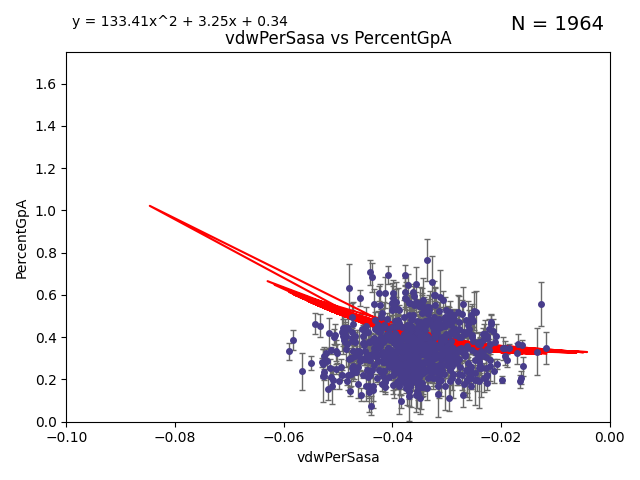 y = 133.41x^2 + 3.25x + 0.34
N = 1964
vdwPerSasa vs PercentGpA
PercentGpA
1.6
1.4
1.2
1.0
0.8
0.6
0.4
0.2
0.0
−0.10 −0.08 −0.06 −0.04 −0.02 0.00
vdwPerSasa